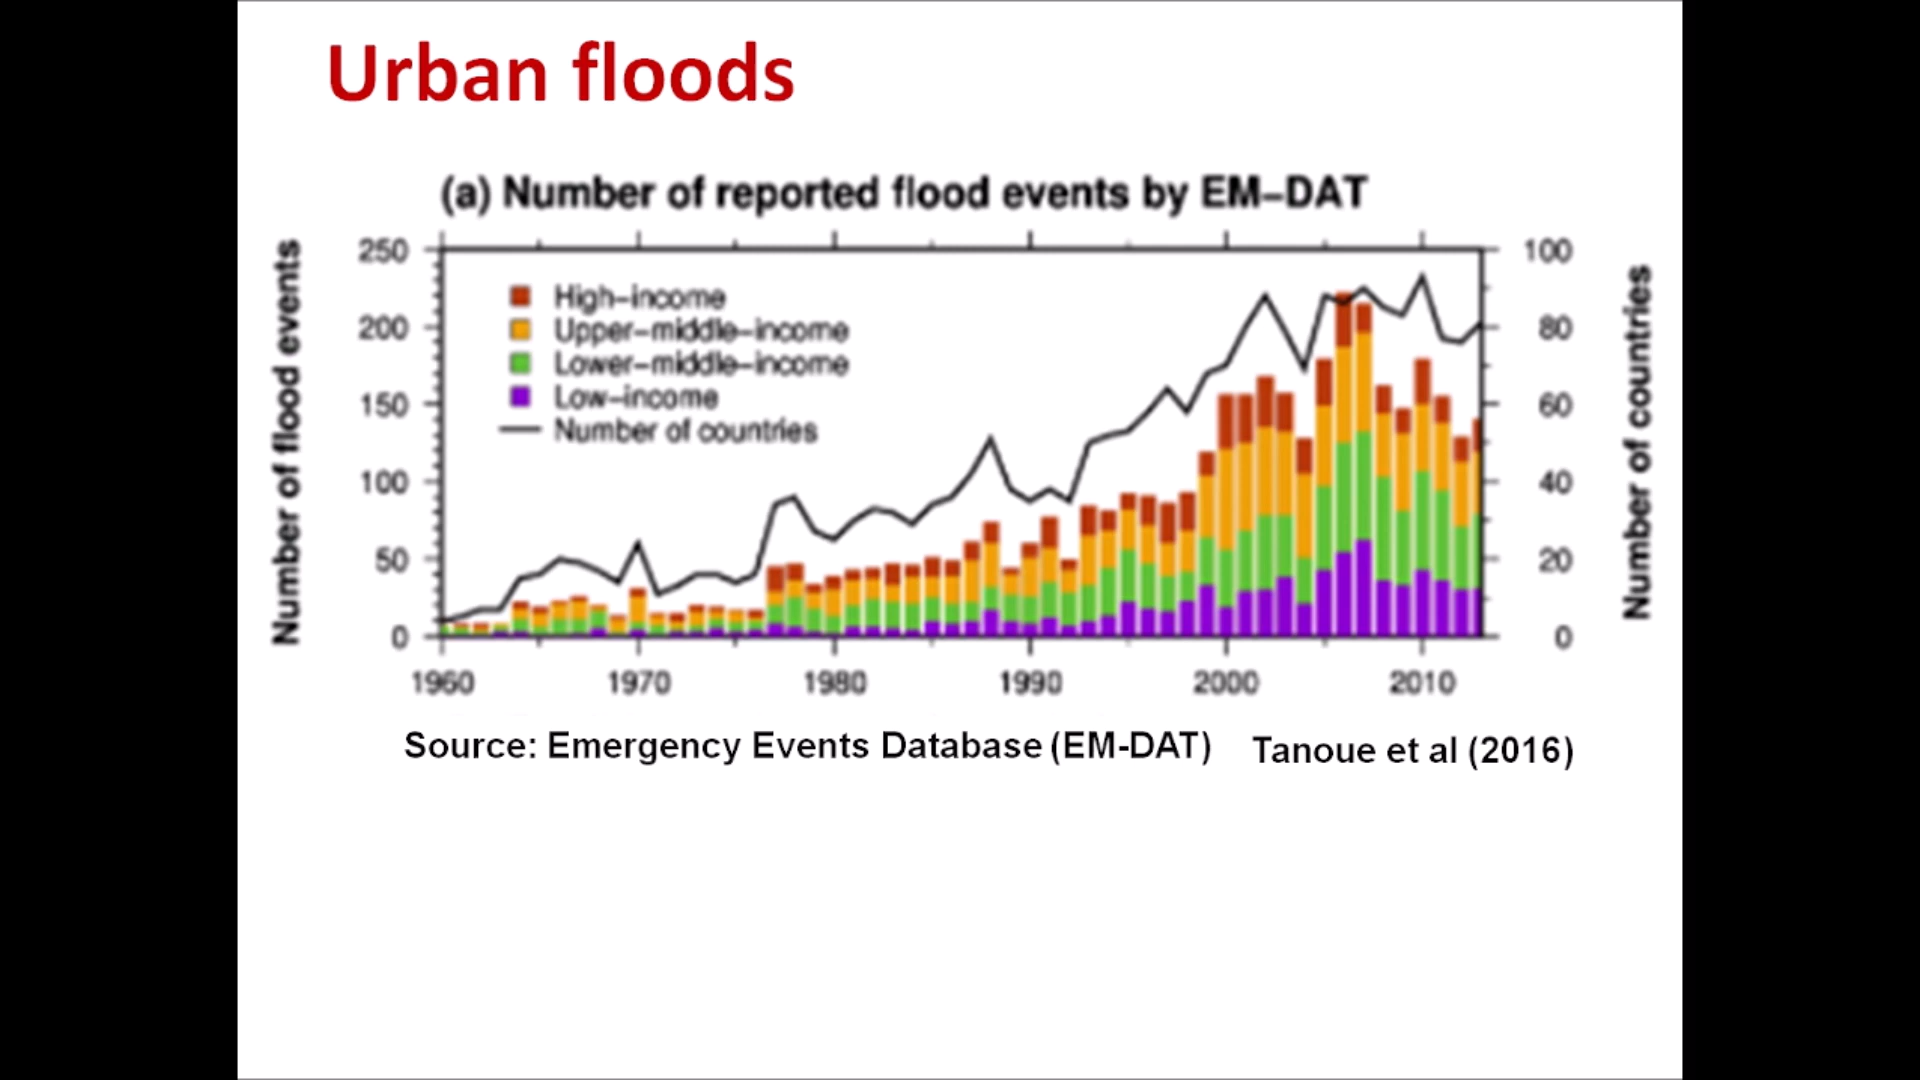 Urban floods
(a) Number of reported flood events by EM–DAT
Number of flood events
250
200
150
100
50
0
High–income
Upper–middle–income
Lower–middle–income
Low–income
Number of countries
100
80
60
40
20
0
Number of countries
1960 1970 1980 1990 2000 2010
Source: Emergency Events Database (EM-DAT) Tanoue et al (2016)